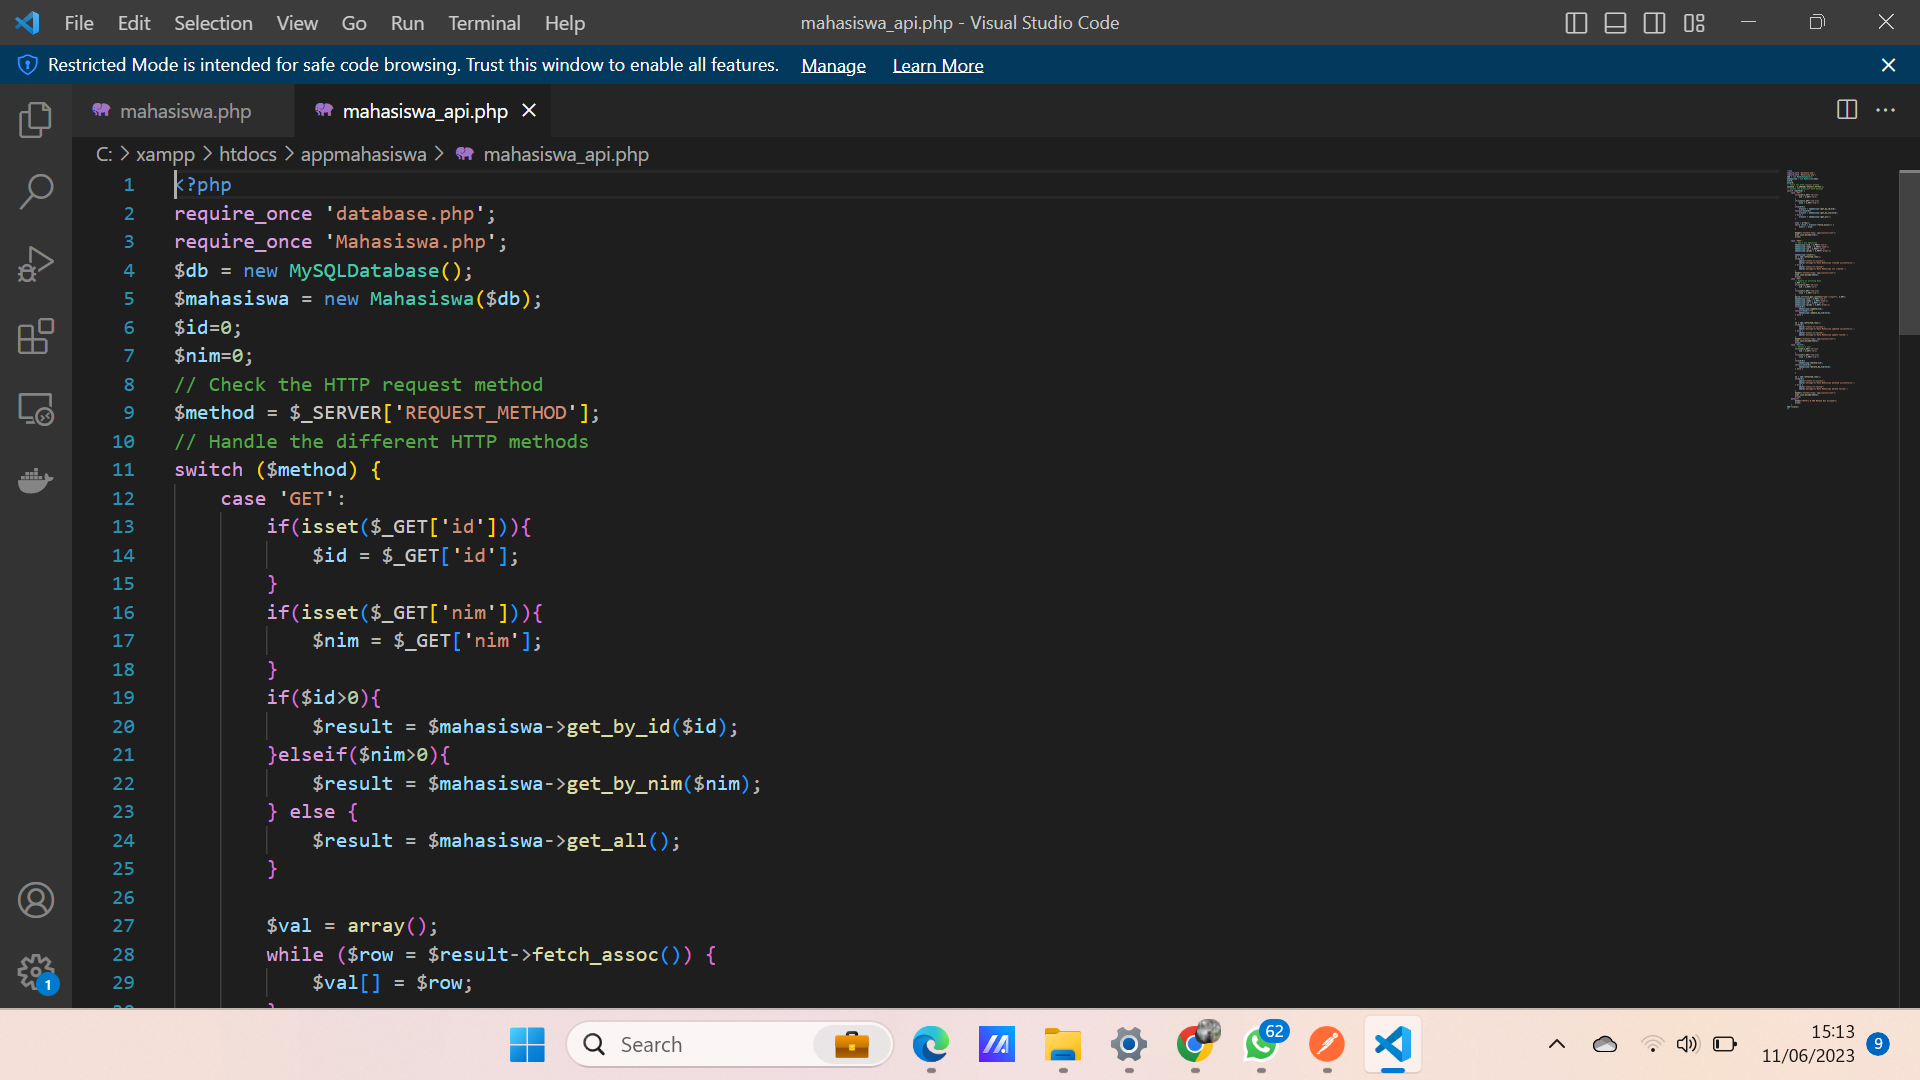 File Edit Selection View Go Run Terminal Help mahasiswa_api.php - Visual Studio Code
Restricted Mode is intended for safe code browsing. Trust this window to enable all features. Manage Learn More
mahasiswa.php mahasiswa_api.php
C: > xampp > htdocs > appmahasiswa > mahasiswa_api.php
1 <?php
2 require_once 'database.php';
3 require_once 'Mahasiswa.php';
4 $db = new MySQLDatabase();
5 $mahasiswa = new Mahasiswa($db);
6 $id=0;
7 $nim=0;
8 // Check the HTTP request method
9 $method = $_SERVER['REQUEST_METHOD'];
10 // Handle the different HTTP methods
11 switch ($method) {
12 case 'GET':
13 if(isset($_GET['id'])){
14 $id = $_GET['id'];
15 }
16 if(isset($_GET['nim'])){
17 $nim = $_GET['nim'];
18 }
19 if($id>0){
20 $result = $mahasiswa->get_by_id($id);
21 }elseif($nim>0){
22 $result = $mahasiswa->get_by_nim($nim);
23 } else {
24 $result = $mahasiswa->get_all();
25 }
26
27 $val = array();
28 while ($row = $result->fetch_assoc()) {
29 $val[] = $row;
1
Search
62
15:13
11/06/2023
9